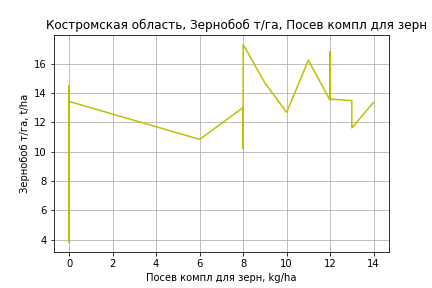 Костромская область, Зернобоб т/га, Посев компл для зерн
16
14
12
10
8
6
4
Зернобоб т/га, t/ha
0 2 4 6 8 10 12 14
Посев компл для зерн, kg/ha